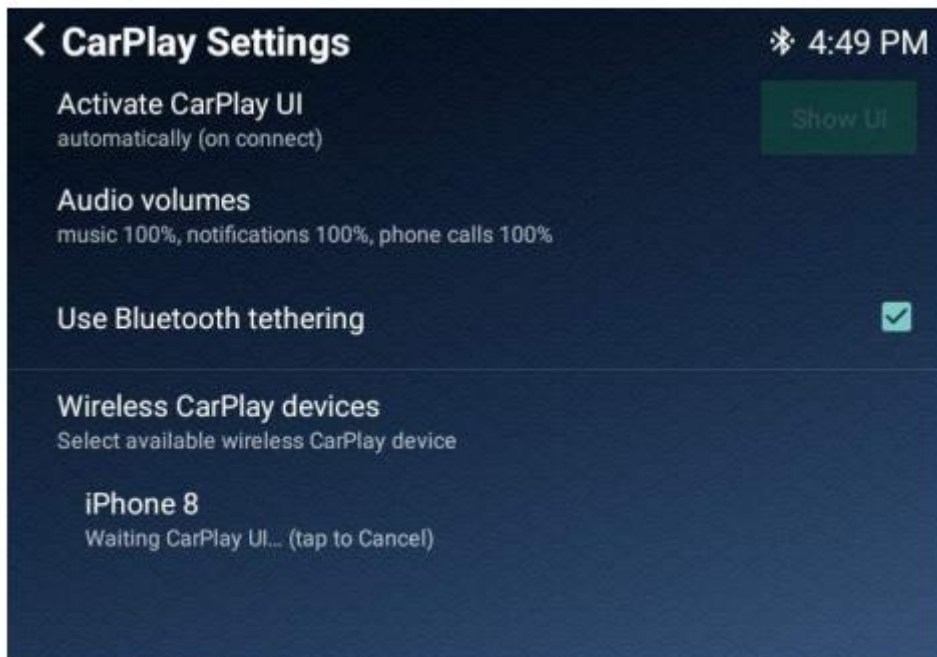 CarPlay Settings
4:49 PM
Activate CarPlay UI
automatically (on connect)
Show UI
Audio volumes
music 100%, notifications 100%, phone calls 100%
Use Bluetooth tethering
Wireless CarPlay devices
Select available wireless CarPlay device
iPhone 8
Waiting CarPlay UI... (tap to Cancel)